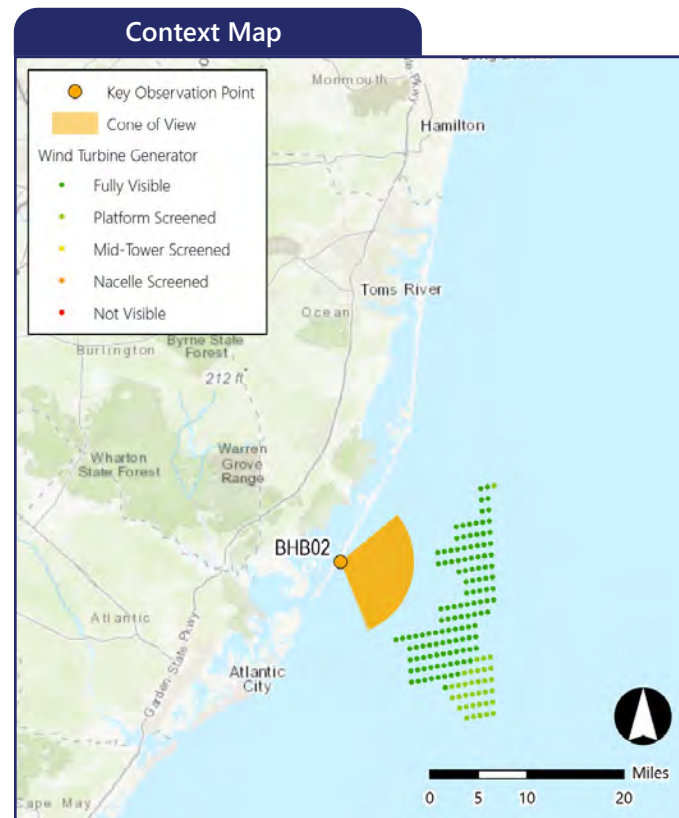 Context Map
Monmouth
Pkwy
Key Observation Point
Cone of View
Wind Turbine Generator
Fully Visible
Platform Screened
Mid-Tower Screened
Nacelle Screened
Not Visible
Hamilton
Toms River
Ocean
Burlington
Byrne State
Forest
212 ft
Wharton
State Forest
Warren
Grove
Range
BHB02
Atlantic
Garden State Pkwy
Atlantic
City
Cape May
Miles
0 5 10 20